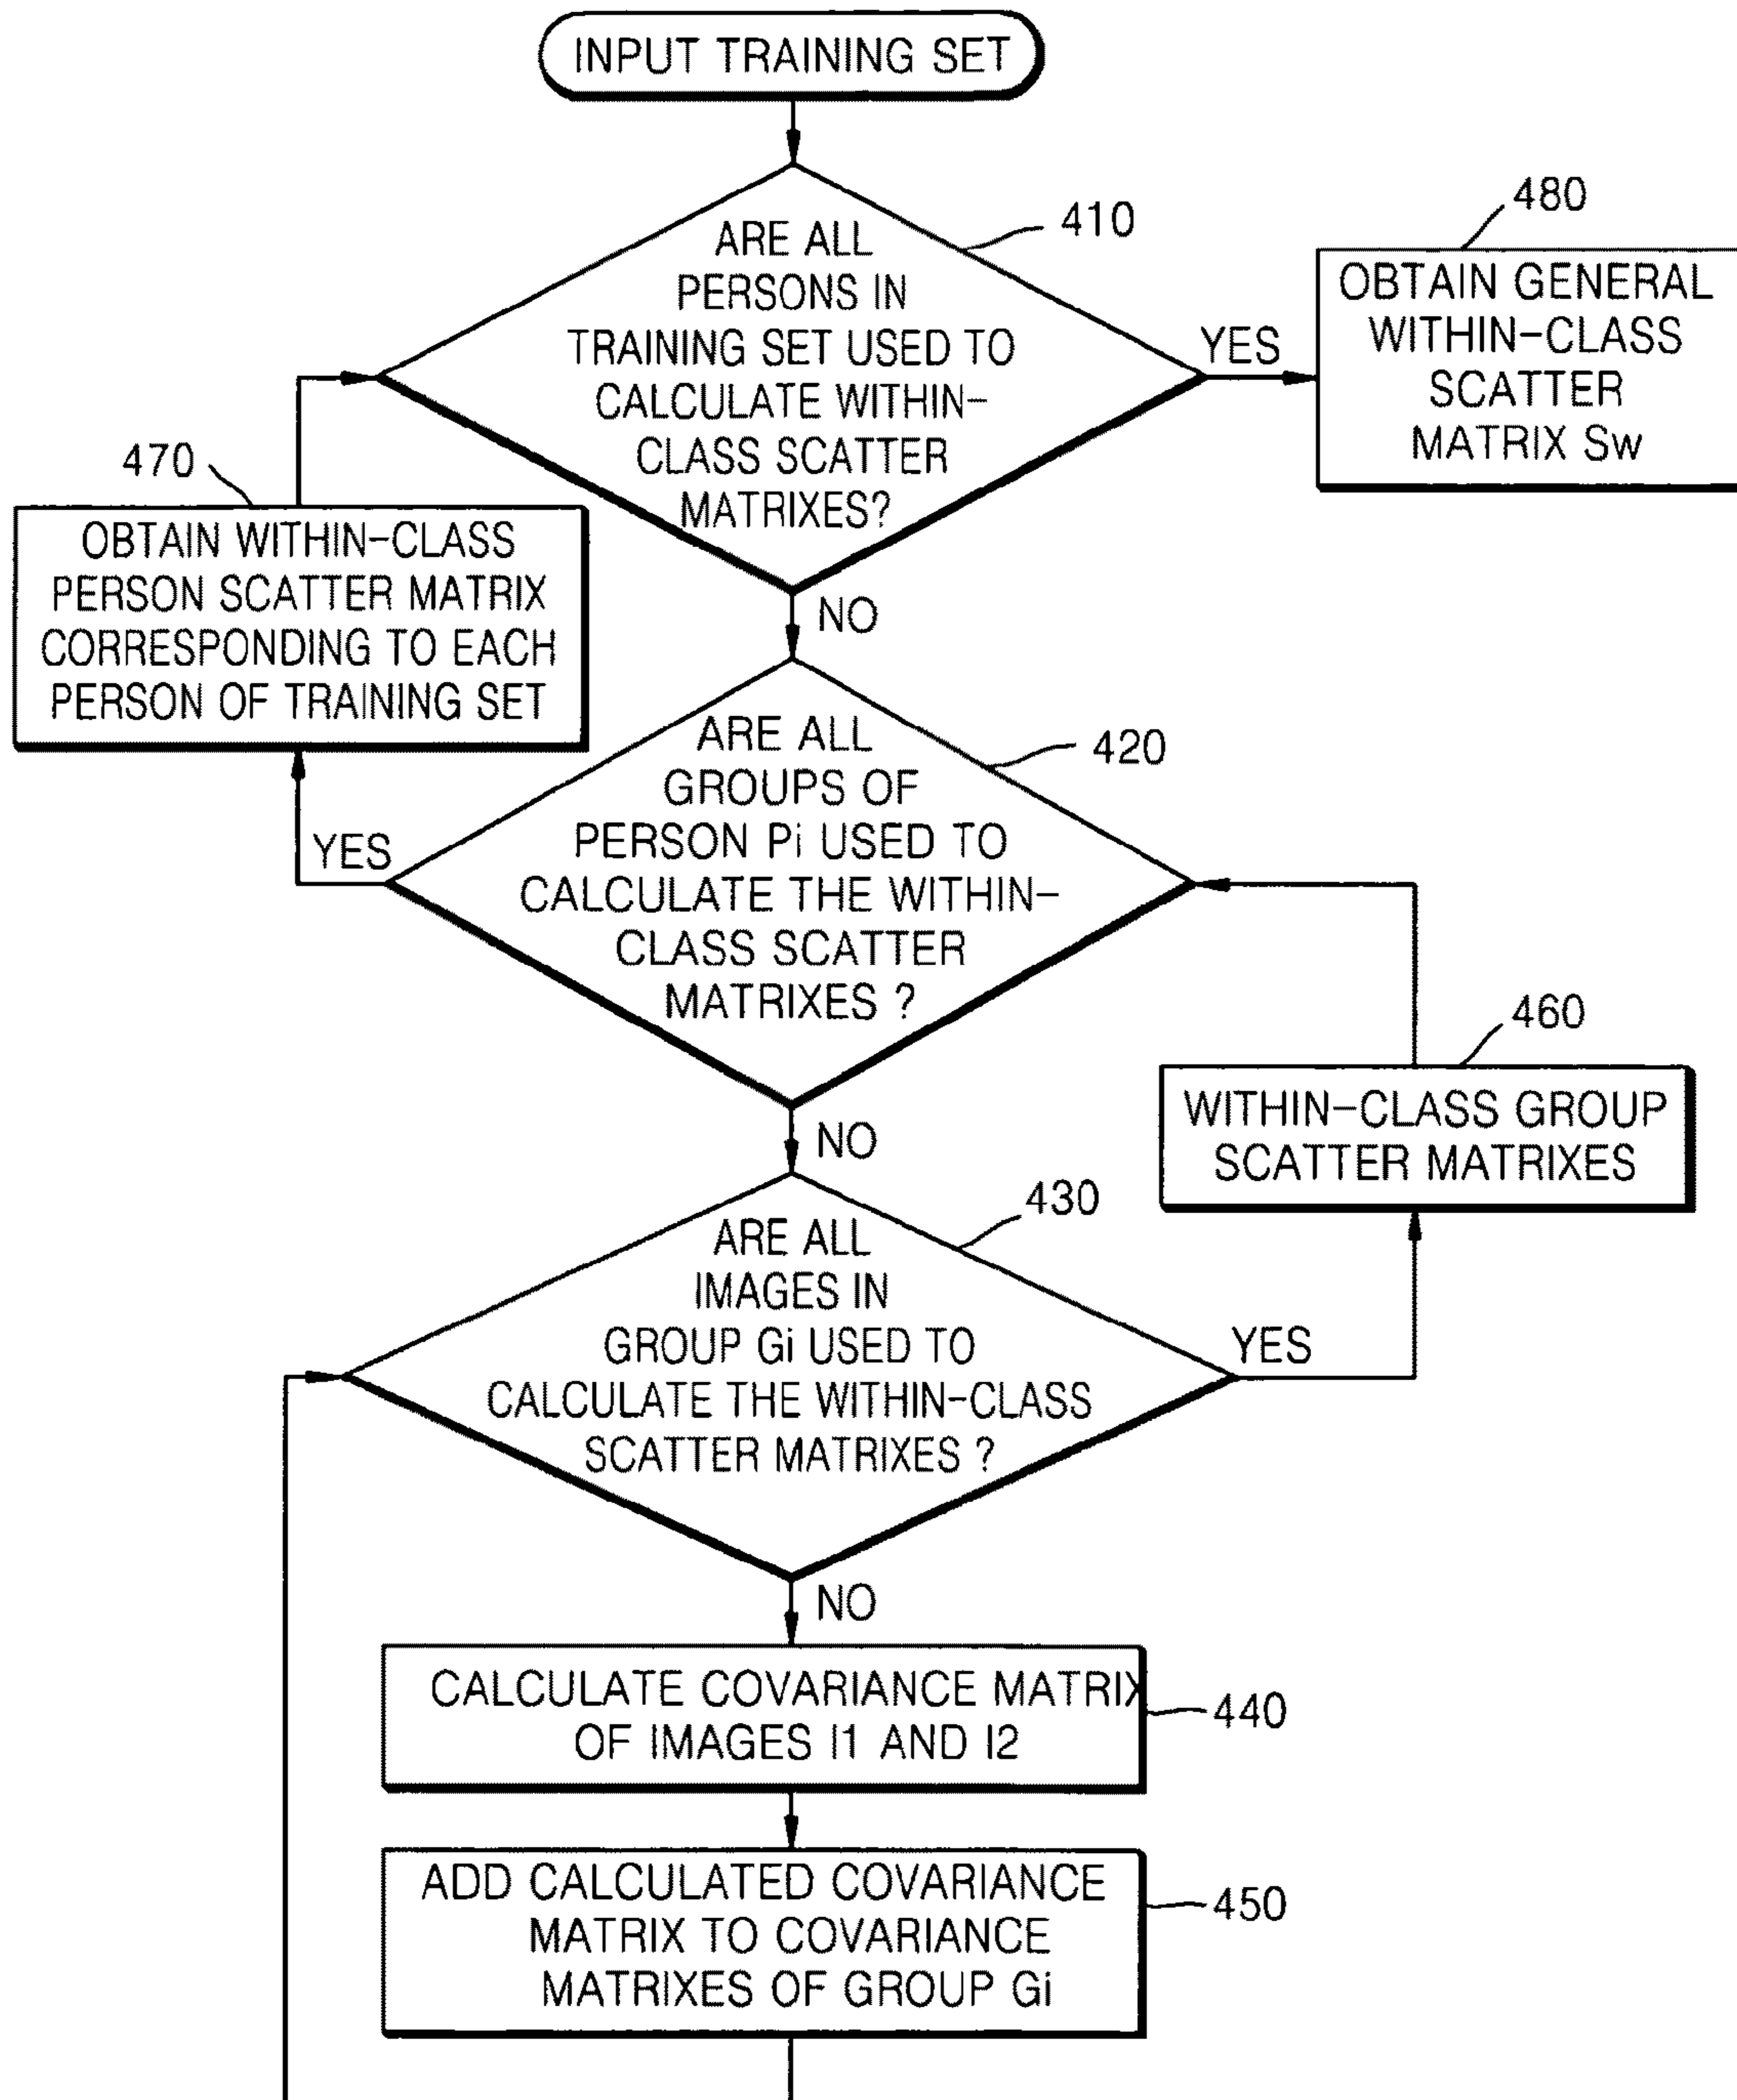 INPUT TRAINING SET
ARE ALL
PERSONS IN
TRAINING SET USED TO
CALCULATE WITHIN-
CLASS SCATTER
MATRIXES?
410
YES
480
OBTAIN GENERAL
WITHIN-CLASS
SCATTER
MATRIX Sw
470
OBTAIN WITHIN-CLASS
PERSON SCATTER MATRIX
CORRESPONDING TO EACH
PERSON OF TRAINING SET
NO
ARE ALL
GROUPS OF
PERSON Pi USED TO
CALCULATE THE WITHIN-
CLASS SCATTER
MATRIXES ?
420
YES
460
WITHIN-CLASS GROUP
SCATTER MATRIXES
NO
ARE ALL
IMAGES IN
GROUP Gi USED TO
CALCULATE THE WITHIN-CLASS
SCATTER MATRIXES ?
430
YES
NO
CALCULATE COVARIANCE MATRIX
OF IMAGES I1 AND I2
440
ADD CALCULATED COVARIANCE
MATRIX TO COVARIANCE
MATRIXES OF GROUP Gi
450